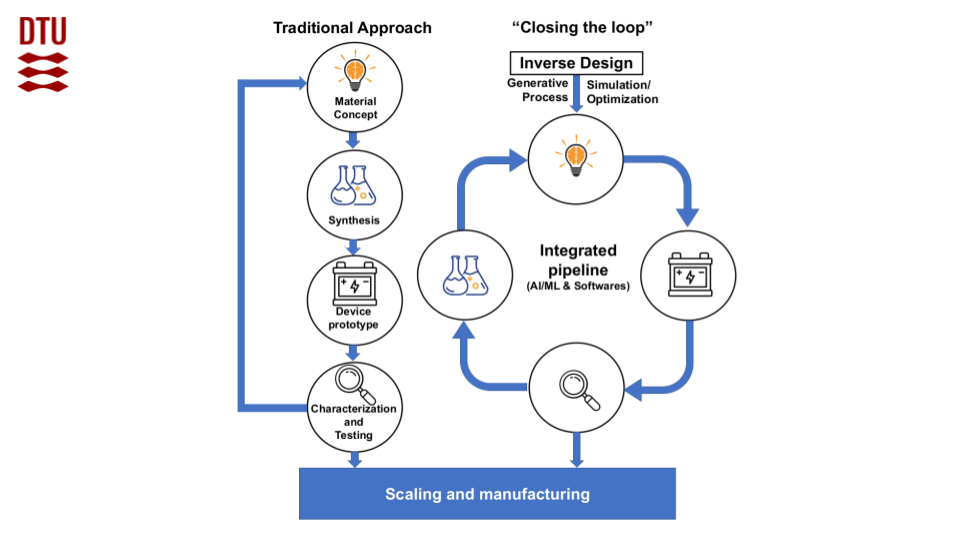 DTU
Traditional Approach
Material
Concept
Synthesis
Device
prototype
Characterization
and
Testing
“Closing the loop”
Inverse Design
Generative
Process
Simulation/
Optimization
Integrated
pipeline
(AI/ML & Softwares)
Scaling and manufacturing